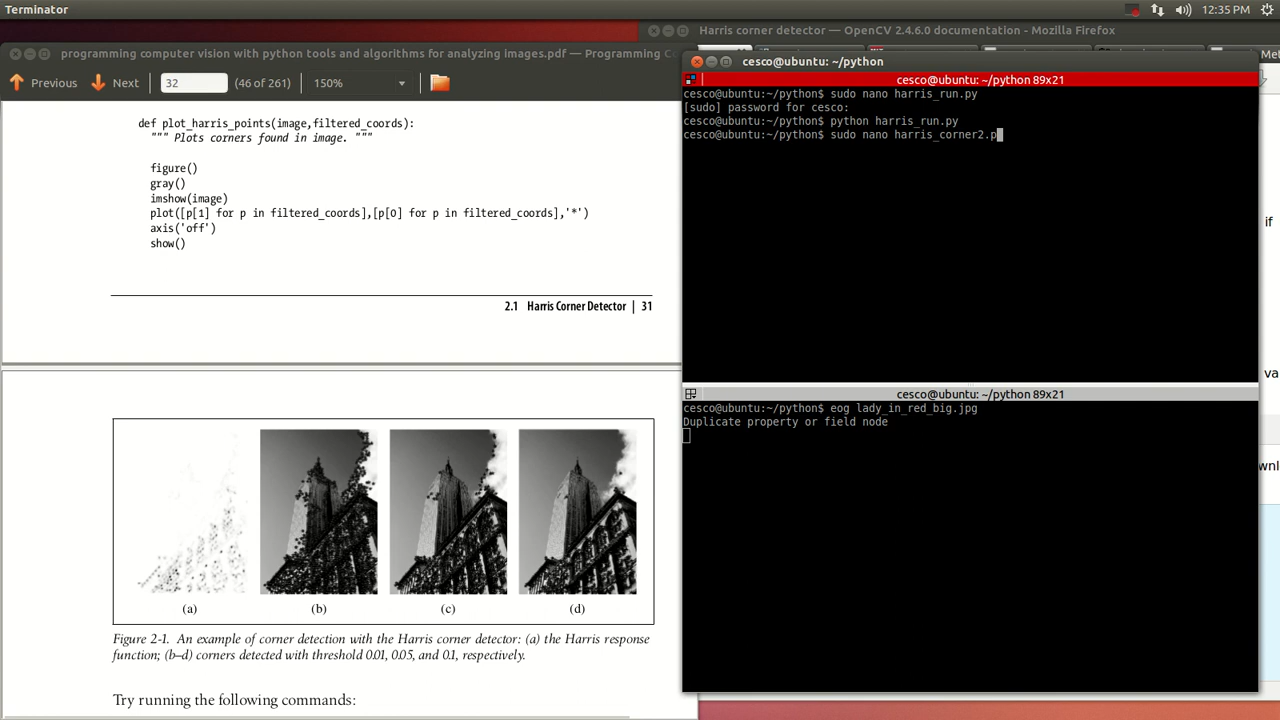 Terminator
12:35 PM
Harris corner detector — OpenCV 2.4.6.0 documentation - Mozilla Firefox
programming computer vision with python tools and algorithms for analyzing images.pdf — Programming C
Previous
Next
32
(46 of 261)
150%
def plot_harris_points(image,filtered_coords):
""" Plots corners found in image. """
figure()
gray()
imshow(image)
plot([p[1] for p in filtered_coords],[p[0] for p in filtered_coords],'*')
axis('off')
show()
2.1 Harris Corner Detector | 31
(a)
(b)
(c)
(d)
Figure 2-1. An example of corner detection with the Harris corner detector: (a) the Harris response
function; (b–d) corners detected with threshold 0.01, 0.05, and 0.1, respectively.
Try running the following commands:
cesco@ubuntu: ~/python
cesco@ubuntu: ~/python 89x21
cesco@ubuntu:~/python$ sudo nano harris_run.py
[sudo] password for cesco:
cesco@ubuntu:~/python$ python harris_run.py
cesco@ubuntu:~/python$ sudo nano harris_corner2.p
cesco@ubuntu: ~/python 89x21
cesco@ubuntu:~/python$ eog lady_in_red_big.jpg
Duplicate property or field node
Met
if
va
wnl